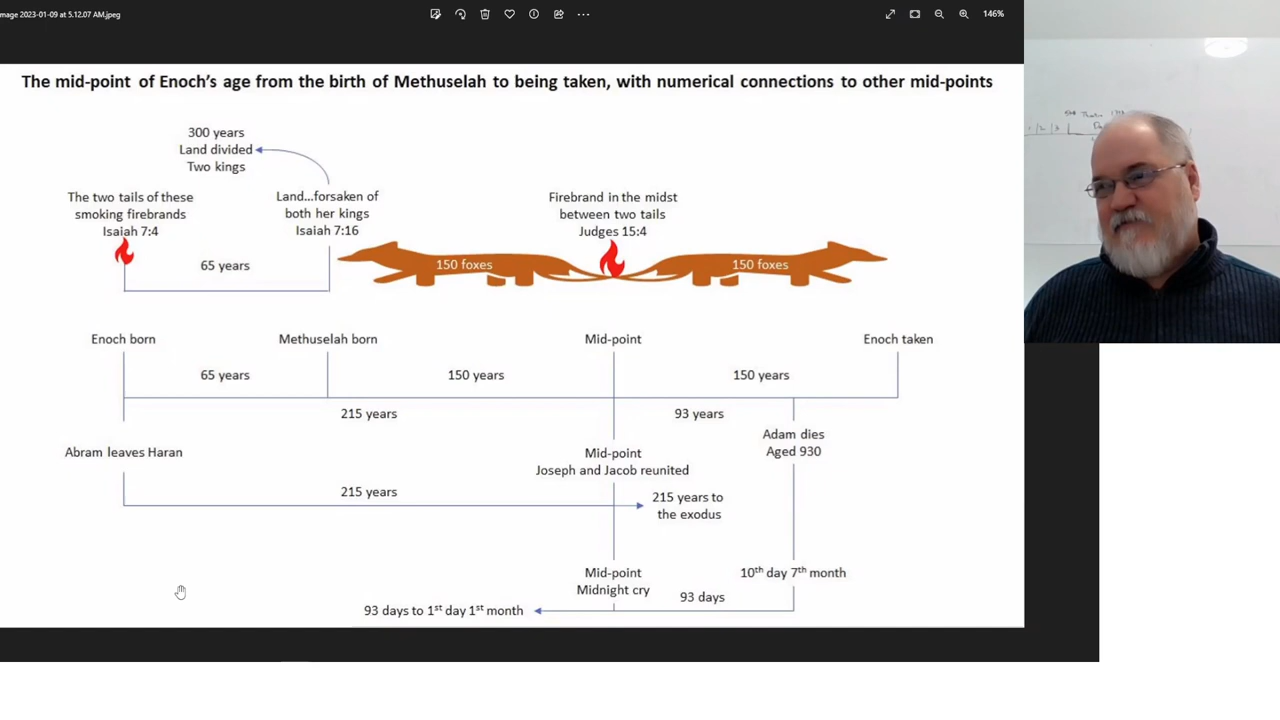 mage 2023-01-09 at 5.12.07 AM.jpeg
146%
The mid-point of Enoch's age from the birth of Methuselah to being taken, with numerical connections to other mid-points
300 years
Land divided
Two kings
The two tails of these
smoking firebrands
Isaiah 7:4
Land...forsaken of
both her kings
Isaiah 7:16
Firebrand in the midst
between two tails
Judges 15:4
65 years
150 foxes
150 foxes
Enoch born
Methuselah born
Mid-point
Enoch taken
65 years
150 years
150 years
215 years
93 years
Adam dies
Aged 930
Abram leaves Haran
Mid-point
Joseph and Jacob reunited
215 years
215 years to
the exodus
Mid-point
Midnight cry
10th day 7th month
93 days
93 days to 1st day 1st month